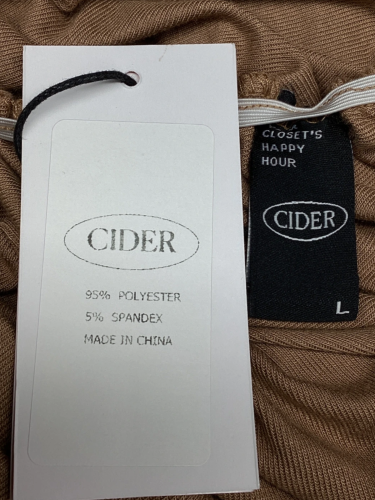 CIDER
95% POLYESTER
5% SPANDEX
MADE IN CHINA
CLOSET'S
HAPPY
HOUR
CIDER
L